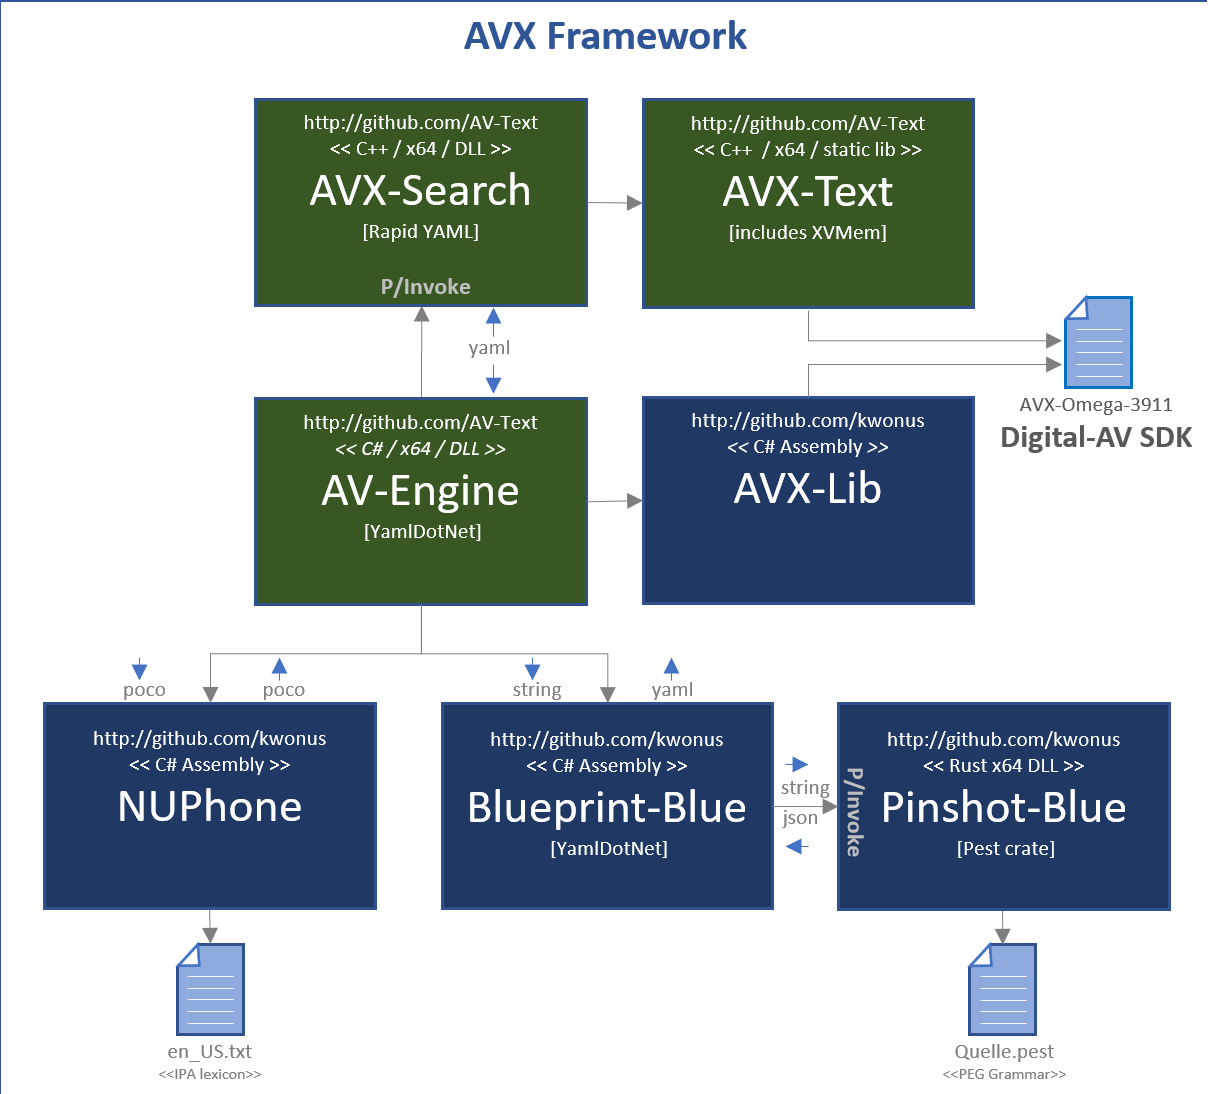 AVX Framework
http://github.com/AV-Text
<< C++ / x64 / DLL >>
AVX-Search
[Rapid YAML]
P/Invoke
http://github.com/AV-Text
<< C++  / x64 / static lib >>
AVX-Text
[includes XVMem]
yaml
AVX-Omega-3911
Digital-AV SDK
http://github.com/AV-Text
<< C# / x64 / DLL >>
AV-Engine
[YamlDotNet]
http://github.com/kwonus
<< C# Assembly >>
AVX-Lib
poco
poco
string
yaml
http://github.com/kwonus
<< C# Assembly >>
NUPhone
http://github.com/kwonus
<< C# Assembly >>
Blueprint-Blue
[YamlDotNet]
string
json
P/Invoke
http://github.com/kwonus
<< Rust x64 DLL >>
Pinshot-Blue
[Pest crate]
en_US.txt
<<IPA lexicon>>
Quelle.pest
<<PEG Grammar>>